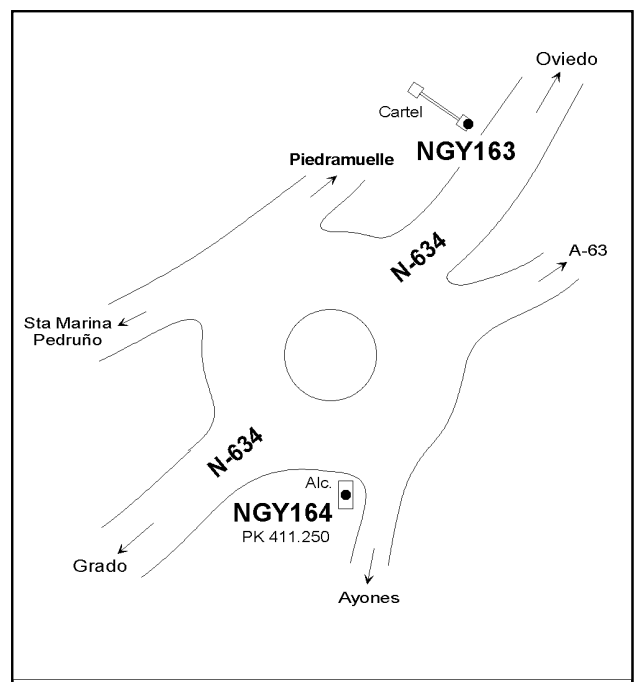 Oviedo
Cartel
NGY163
Piedramuelle
N-634
A-63
Sta Marina
Pedruño
N-634
Alc.
NGY164
PK 411.250
Grado
Ayones